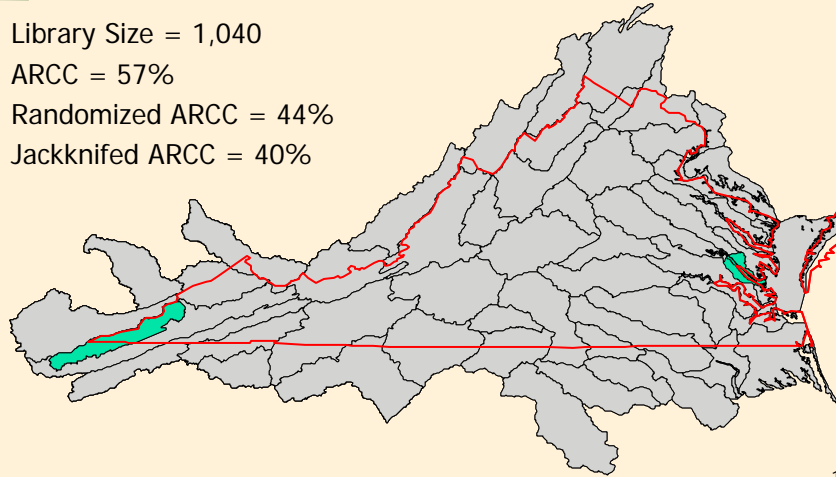 Library Size = 1,040
ARCC = 57%
Randomized ARCC = 44%
Jackknifed ARCC = 40%